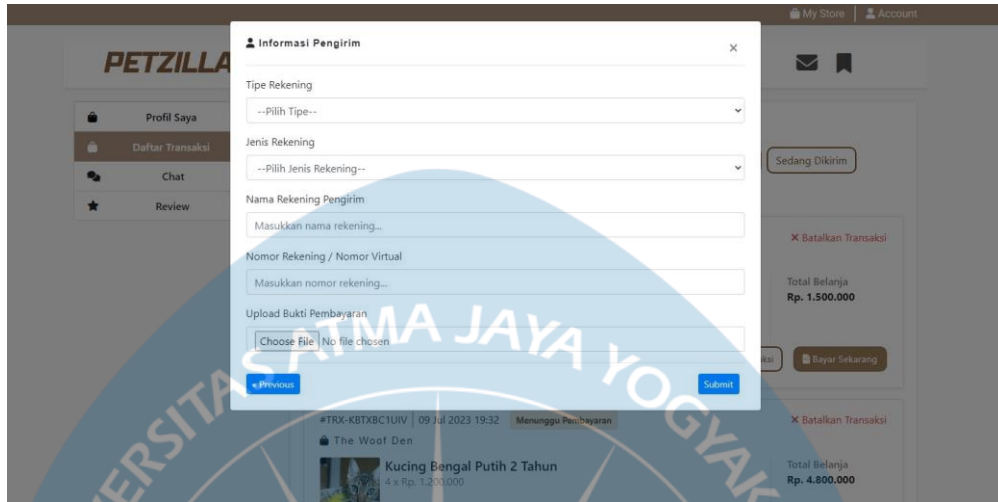 My Store
Account
PETZILLA
Informasi Pengirim
×
Tipe Rekening
--Pilih Tipe--
Jenis Rekening
--Pilih Jenis Rekening--
Nama Rekening Pengirim
Masukkan nama rekening...
Nomor Rekening / Nomor Virtual
Masukkan nomor rekening...
Upload Bukti Pembayaran
Choose File No file chosen
« Previous
Submit
Profil Saya
Daftar Transaksi
Chat
Review
Sedang Dikirim
× Batalkan Transaksi
Total Belanja
Rp. 1.500.000
Bayar Sekarang
#TRX-KBTXBC1UIV 09 Jul 2023 19:32 Menunggu Pembayaran
× Batalkan Transaksi
The Woof Den
Kucing Bengal Putih 2 Tahun
4 x Rp. 1.200.000
Total Belanja
Rp. 4.800.000
ERSITAS ATMA JAYA YOGYAK